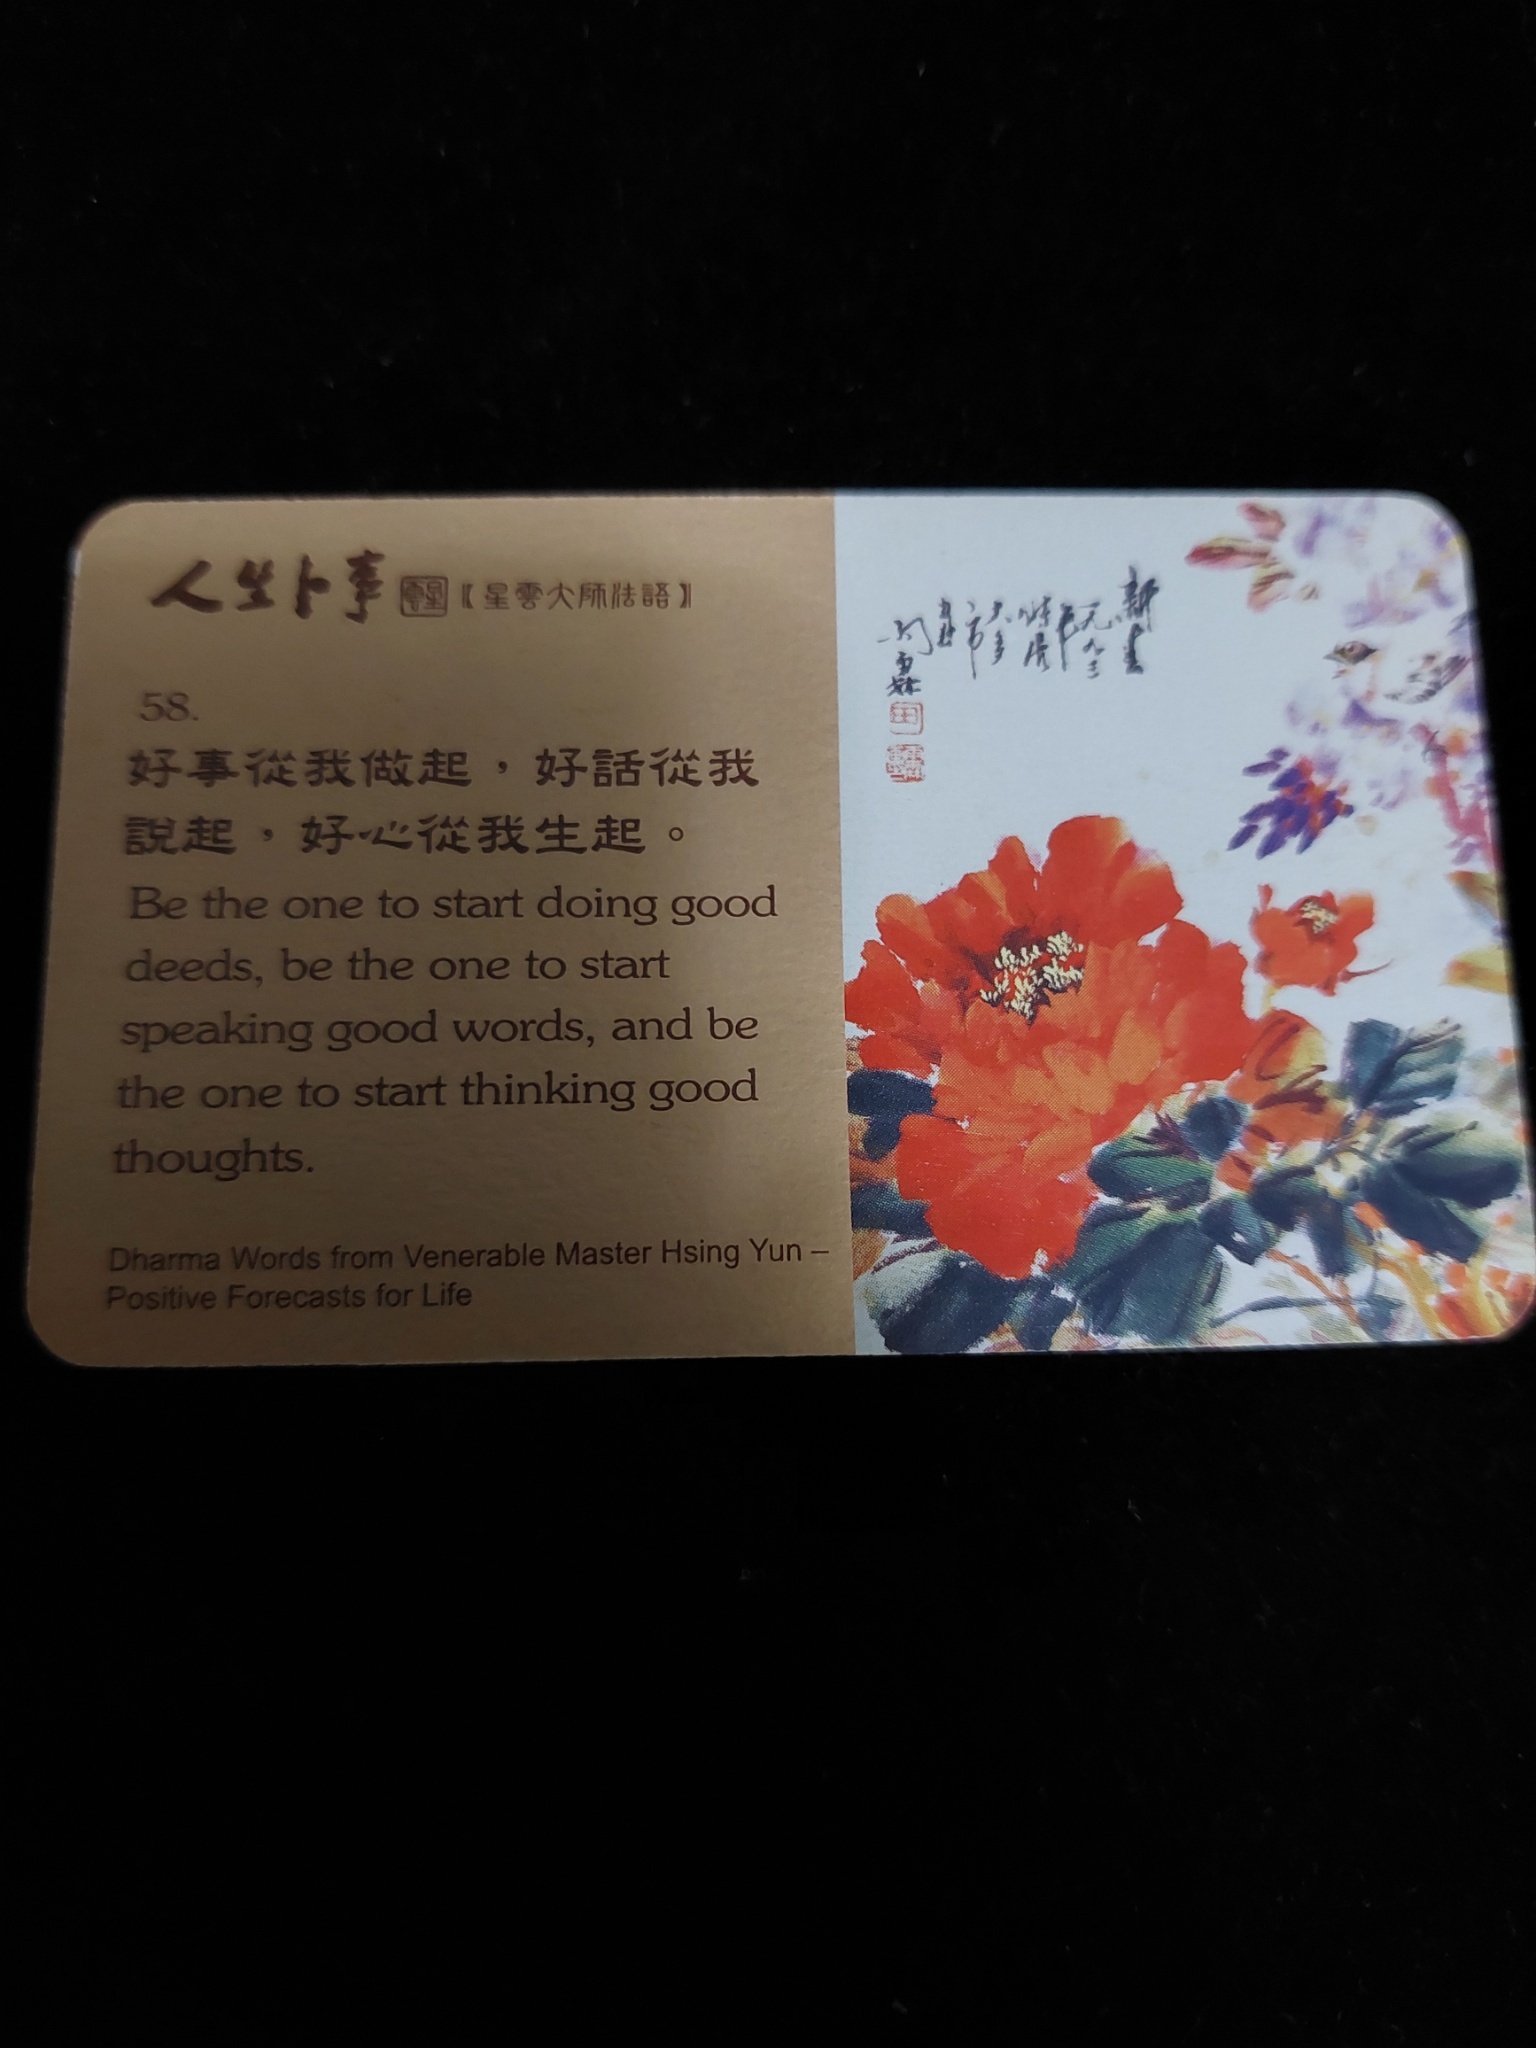 人生卜事 星雲 〖星雲大師法語〗
58.
好事從我做起，好話從我
說起，好心從我生起。
Be the one to start doing good
deeds, be the one to start
speaking good words, and be
the one to start thinking good
thoughts.
Dharma Words from Venerable Master Hsing Yun –
Positive Forecasts for Life